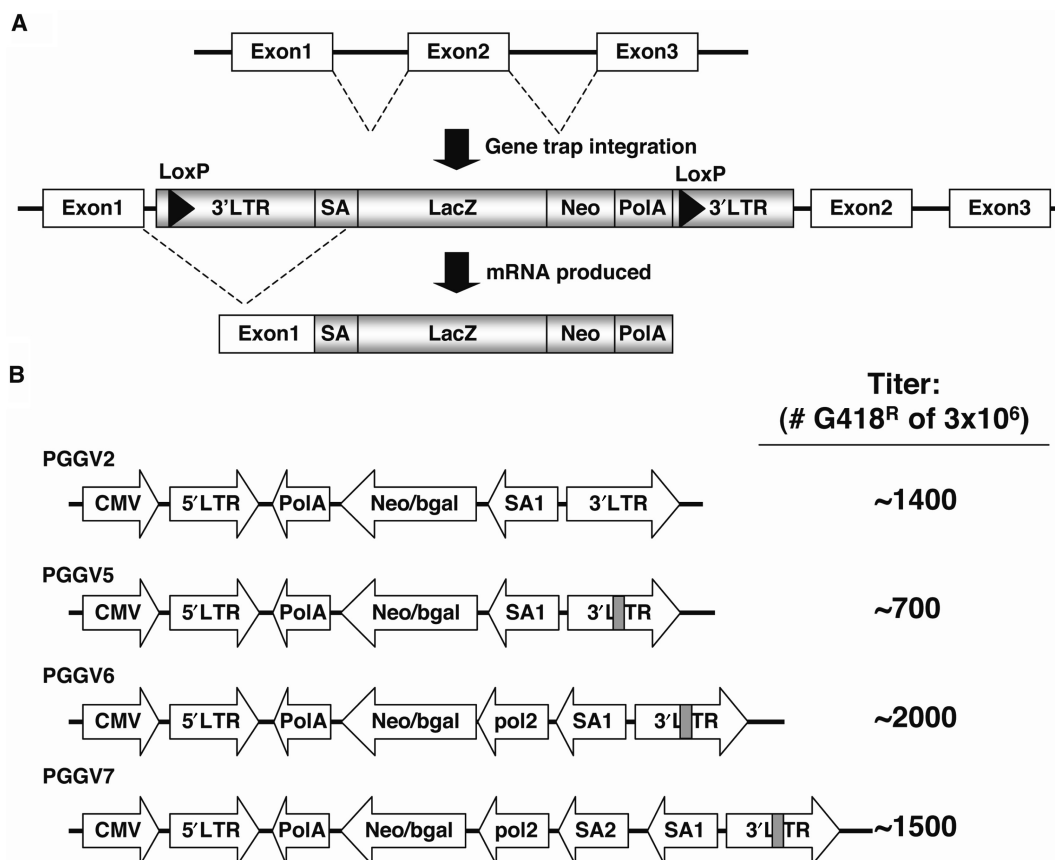 A
Exon1 Exon2 Exon3
Gene trap integration
LoxP LoxP
Exon1 3'LTR SA LacZ Neo PolA 3'LTR Exon2 Exon3
mRNA produced
Exon1 SA LacZ Neo PolA
B
Titer:
(# G418R of 3x10⁶)
PGGV2
CMV 5'LTR PolA Neo/bgal SA1 3'LTR ~1400
PGGV5
CMV 5'LTR PolA Neo/bgal SA1 3'LTR ~700
PGGV6
CMV 5'LTR PolA Neo/bgal pol2 SA1 3'LTR ~2000
PGGV7
CMV 5'LTR PolA Neo/bgal pol2 SA2 SA1 3'LTR ~1500